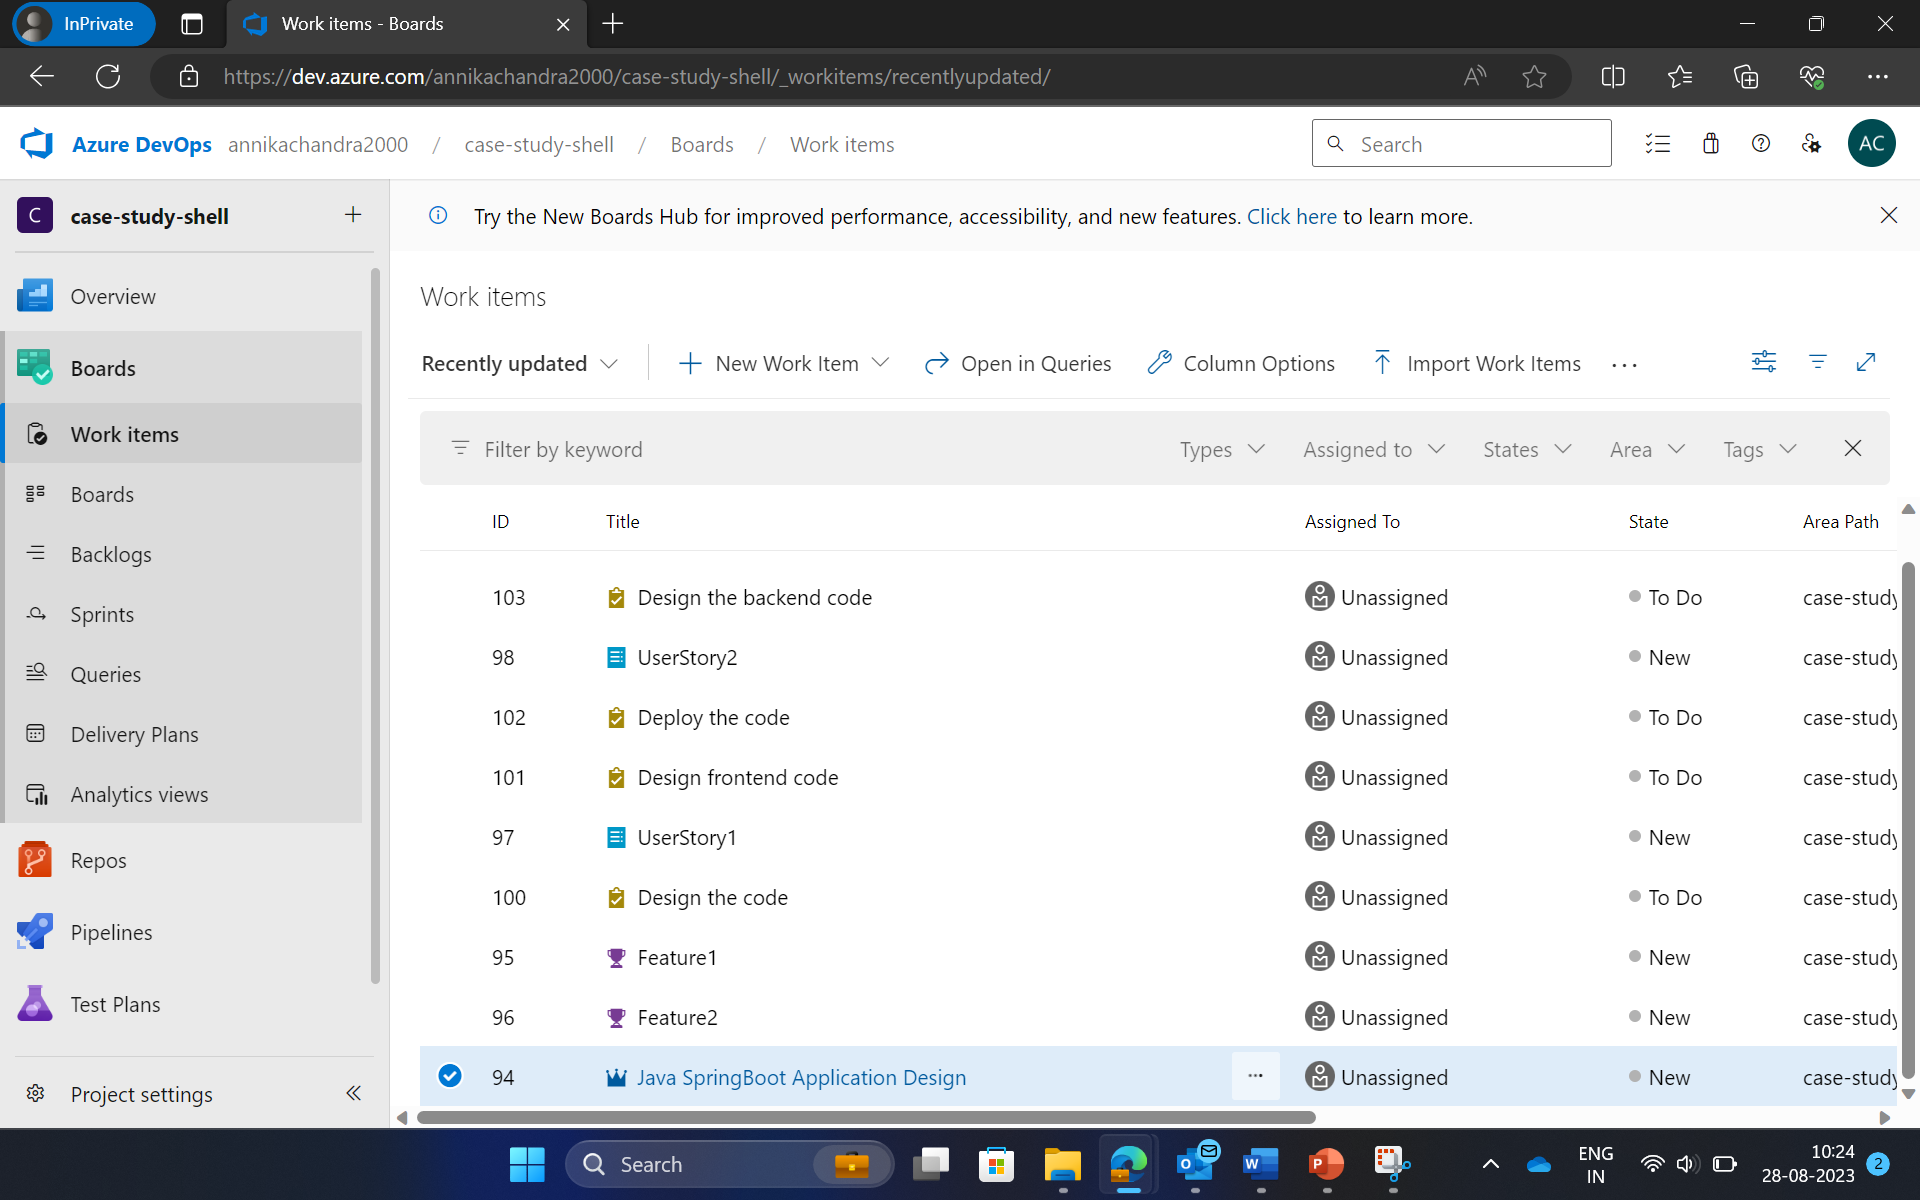 InPrivate
Work items - Boards
https://dev.azure.com/annikachandra2000/case-study-shell/_workitems/recentlyupdated/
Azure DevOps annikachandra2000 / case-study-shell / Boards / Work items
Search
AC
C case-study-shell
Try the New Boards Hub for improved performance, accessibility, and new features. Click here to learn more.
Overview
Boards
Work items
Boards
Backlogs
Sprints
Queries
Delivery Plans
Analytics views
Repos
Pipelines
Test Plans
Project settings
Work items
Recently updated New Work Item Open in Queries Column Options Import Work Items
Filter by keyword Types Assigned to States Area Tags
ID Title Assigned To State Area Path
103 Design the backend code Unassigned To Do case-study
98 UserStory2 Unassigned New case-study
102 Deploy the code Unassigned To Do case-study
101 Design frontend code Unassigned To Do case-study
97 UserStory1 Unassigned New case-study
100 Design the code Unassigned To Do case-study
95 Feature1 Unassigned New case-study
96 Feature2 Unassigned New case-study
94 Java SpringBoot Application Design Unassigned New case-study
Search
ENG
IN
10:24
28-08-2023
2